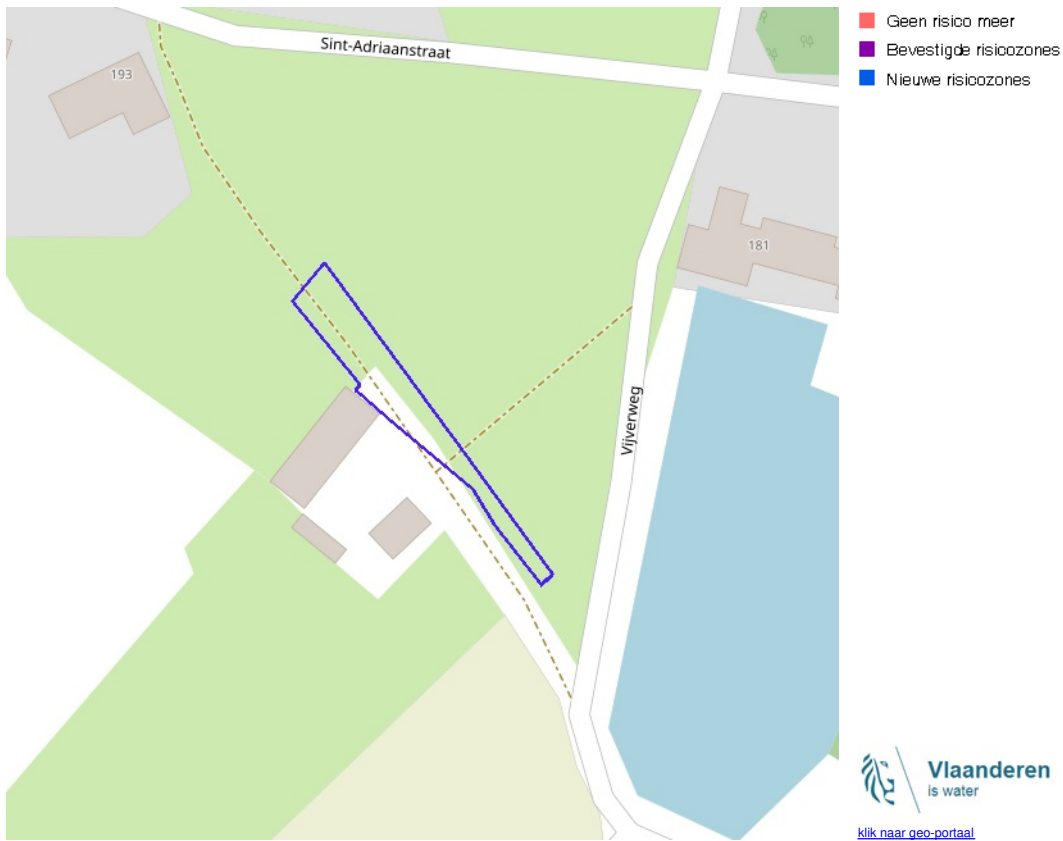 Sint-Adriaanstraat
193
181
Vijverweg
Geen risico meer
Bevestigde risicozones
Nieuwe risicozones
Vlaanderen
is water
klik naar geo-portaal